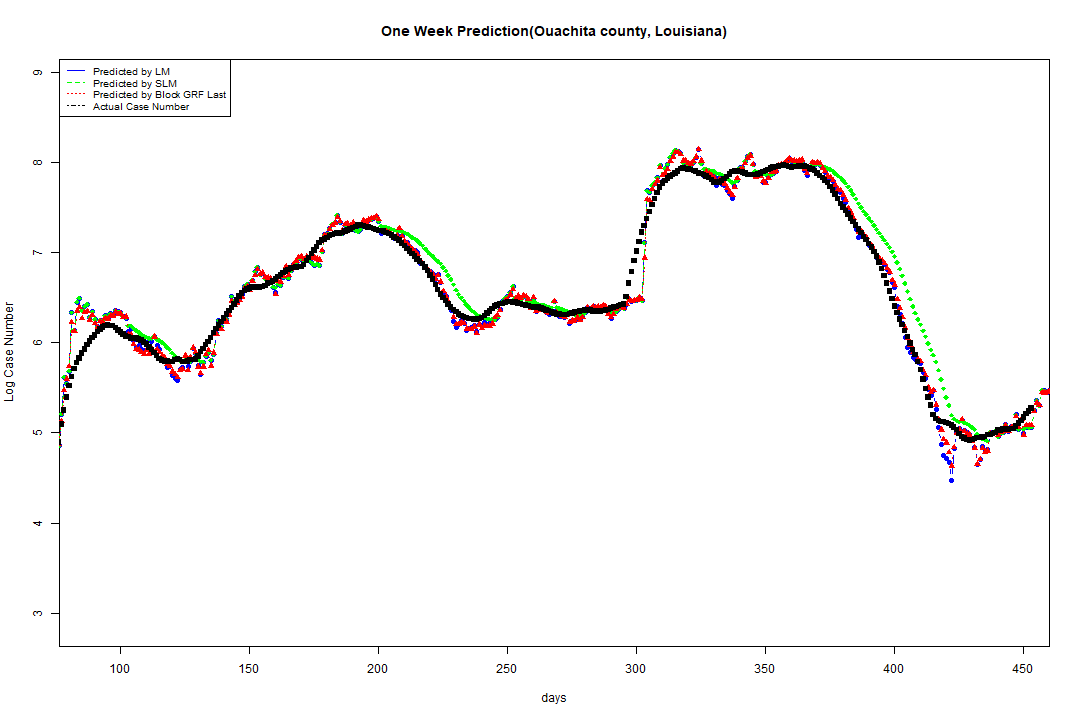 One Week Prediction(Ouachita county, Louisiana)
Predicted by LM
Predicted by SLM
Predicted by Block GRF Last
Actual Case Number
9
8
7
6
5
4
3
Log Case Number
100 150 200 250 300 350 400 450
days